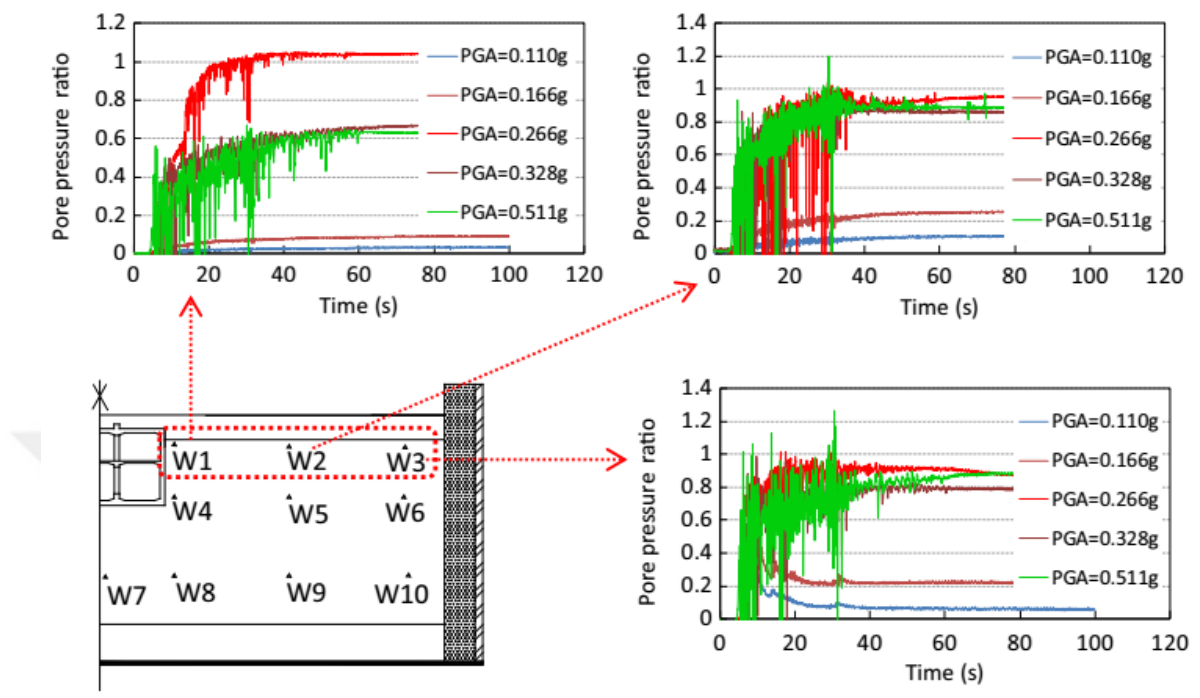 1.2
1
0.8
0.6
0.4
0.2
0
0 20 40 60 80 100 120
Pore pressure ratio
Time (s)
PGA=0.110g
PGA=0.166g
PGA=0.266g
PGA=0.328g
PGA=0.511g
1.4
1.2
1
0.8
0.6
0.4
0.2
0
0 20 40 60 80 100 120
Pore pressure ratio
Time (s)
PGA=0.110g
PGA=0.166g
PGA=0.266g
PGA=0.328g
PGA=0.511g
W1 W2 W3
W4 W5 W6
W7 W8 W9 W10
1.4
1.2
1
0.8
0.6
0.4
0.2
0
0 20 40 60 80 100 120
Pore pressure ratio
Time (s)
PGA=0.110g
PGA=0.166g
PGA=0.266g
PGA=0.328g
PGA=0.511g